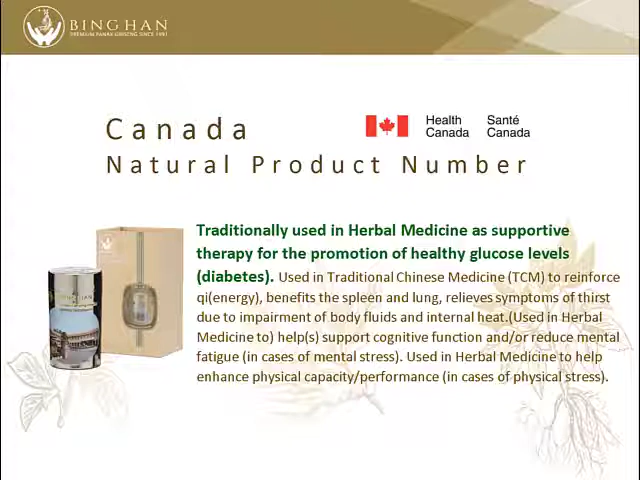 BINGHAN
PREMIUM PANAX GINSENG SINCE 1991
Canada
Health Canada
Santé Canada
Natural Product Number
Traditionally used in Herbal Medicine as supportive
therapy for the promotion of healthy glucose levels
(diabetes). Used in Traditional Chinese Medicine (TCM) to reinforce
qi(energy), benefits the spleen and lung, relieves symptoms of thirst
due to impairment of body fluids and internal heat.(Used in Herbal
Medicine to) help(s) support cognitive function and/or reduce mental
fatigue (in cases of mental stress). Used in Herbal Medicine to help
enhance physical capacity/performance (in cases of physical stress).
BINGHAN